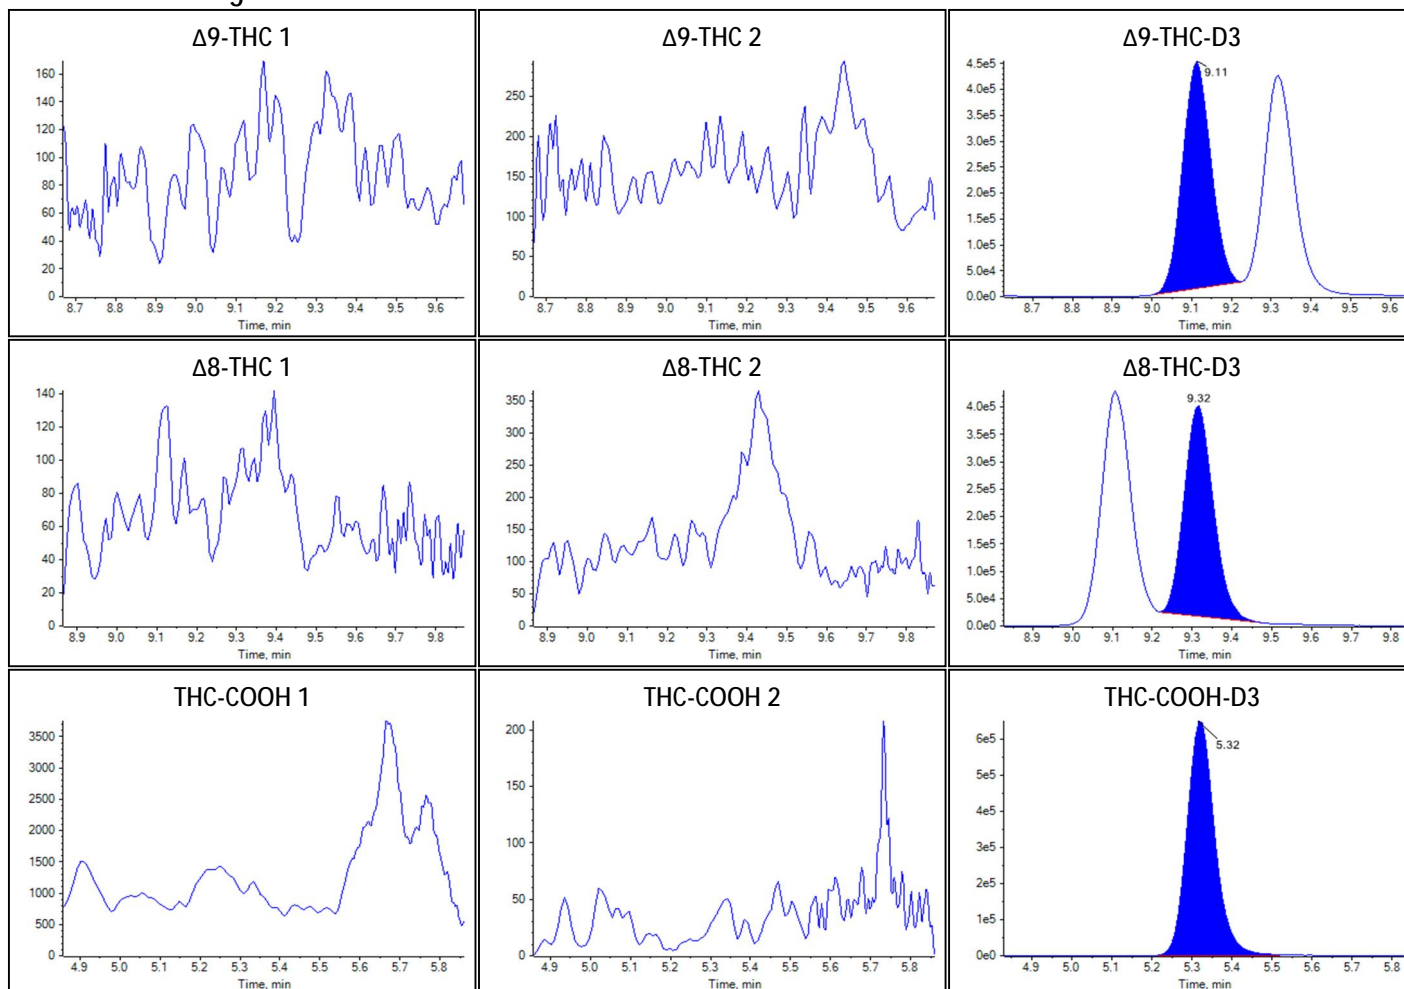 Δ9-THC 1
160
140
120
100
80
60
40
20
0
8.7 8.8 8.9 9.0 9.1 9.2 9.3 9.4 9.5 9.6
Time, min
Δ9-THC 2
250
200
150
100
50
0
8.7 8.8 8.9 9.0 9.1 9.2 9.3 9.4 9.5 9.6
Time, min
Δ9-THC-D3
4.5e5
4.0e5
3.5e5
3.0e5
2.5e5
2.0e5
1.5e5
1.0e5
5.0e4
0.0e0
9.11
8.7 8.8 8.9 9.0 9.1 9.2 9.3 9.4 9.5 9.6
Time, min
Δ8-THC 1
140
120
100
80
60
40
20
0
8.9 9.0 9.1 9.2 9.3 9.4 9.5 9.6 9.7 9.8
Time, min
Δ8-THC 2
350
300
250
200
150
100
50
0
8.9 9.0 9.1 9.2 9.3 9.4 9.5 9.6 9.7 9.8
Time, min
Δ8-THC-D3
4.0e5
3.5e5
3.0e5
2.5e5
2.0e5
1.5e5
1.0e5
5.0e4
0.0e0
9.32
8.9 9.0 9.1 9.2 9.3 9.4 9.5 9.6 9.7 9.8
Time, min
THC-COOH 1
3500
3000
2500
2000
1500
1000
500
0
4.9 5.0 5.1 5.2 5.3 5.4 5.5 5.6 5.7 5.8
Time, min
THC-COOH 2
200
150
100
50
0
4.9 5.0 5.1 5.2 5.3 5.4 5.5 5.6 5.7 5.8
Time, min
THC-COOH-D3
6e5
5e5
4e5
3e5
2e5
1e5
0e0
5.32
4.9 5.0 5.1 5.2 5.3 5.4 5.5 5.6 5.7 5.8
Time, min